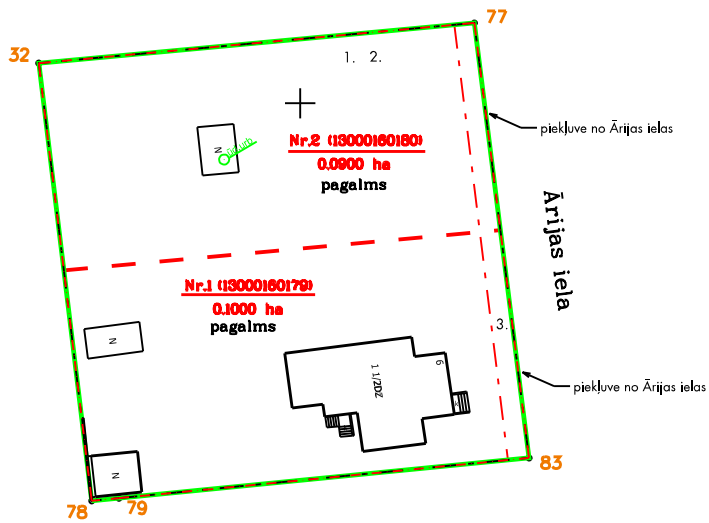 77
32
1. 2.
piekļuve no Ārijas ielas
N
Nr.2 (13000160180)
0.0900 ha
pagalms
Ārijas iela
Nr.1 (13000160179)
0.1000 ha
pagalms
3.
N
6
1 1/2DZ
piekļuve no Ārijas ielas
83
N
78
79